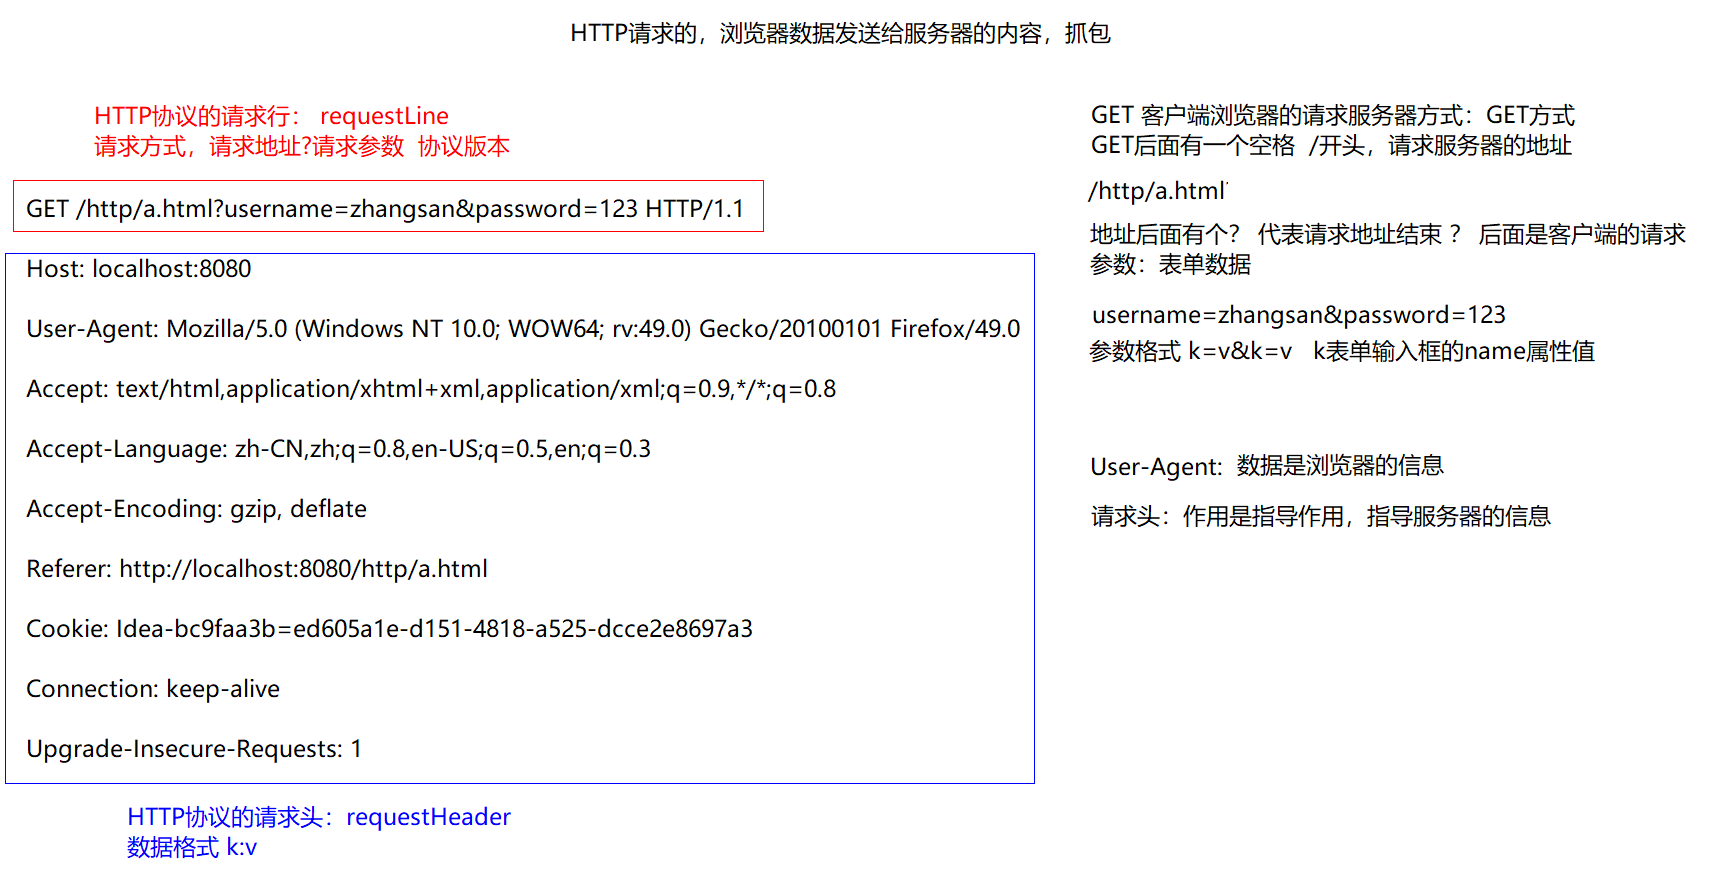 HTTP请求的，浏览器数据发送给服务器的内容，抓包
HTTP协议的请求行： requestLine
请求方式，请求地址?请求参数 协议版本
GET /http/a.html?username=zhangsan&password=123 HTTP/1.1
Host: localhost:8080
User-Agent: Mozilla/5.0 (Windows NT 10.0; WOW64; rv:49.0) Gecko/20100101 Firefox/49.0
Accept: text/html,application/xhtml+xml,application/xml;q=0.9,*/*;q=0.8
Accept-Language: zh-CN,zh;q=0.8,en-US;q=0.5,en;q=0.3
Accept-Encoding: gzip, deflate
Referer: http://localhost:8080/http/a.html
Cookie: Idea-bc9faa3b=ed605a1e-d151-4818-a525-dcce2e8697a3
Connection: keep-alive
Upgrade-Insecure-Requests: 1
HTTP协议的请求头：requestHeader
数据格式 k:v
GET 客户端浏览器的请求服务器方式：GET方式
GET后面有一个空格 /开头，请求服务器的地址
/http/a.html
地址后面有个？ 代表请求地址结束 ？ 后面是客户端的请求
参数：表单数据
username=zhangsan&password=123
参数格式 k=v&k=v k表单输入框的name属性值
User-Agent: 数据是浏览器的信息
请求头：作用是指导作用，指导服务器的信息